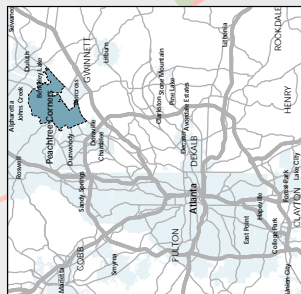 Suwanee
Alpharetta
Roswell
Johns Creek
Duluth
Berkeley Lake
Peachtree Corners
Marietta
Dunwoody
Norcross
COBB
Sandy Springs
GWINNETT
Doraville
Chamblee
Lilburn
Smyrna
Clarkston
Stone Mountain
Pine Lake
FULTON
Decatur
Avondale Estates
Atlanta
DEKALB
Lithonia
East Point
Hapeville
College Park
ROCKDALE
Forest Park
HENRY
Union City
Lake City
CLAYTON